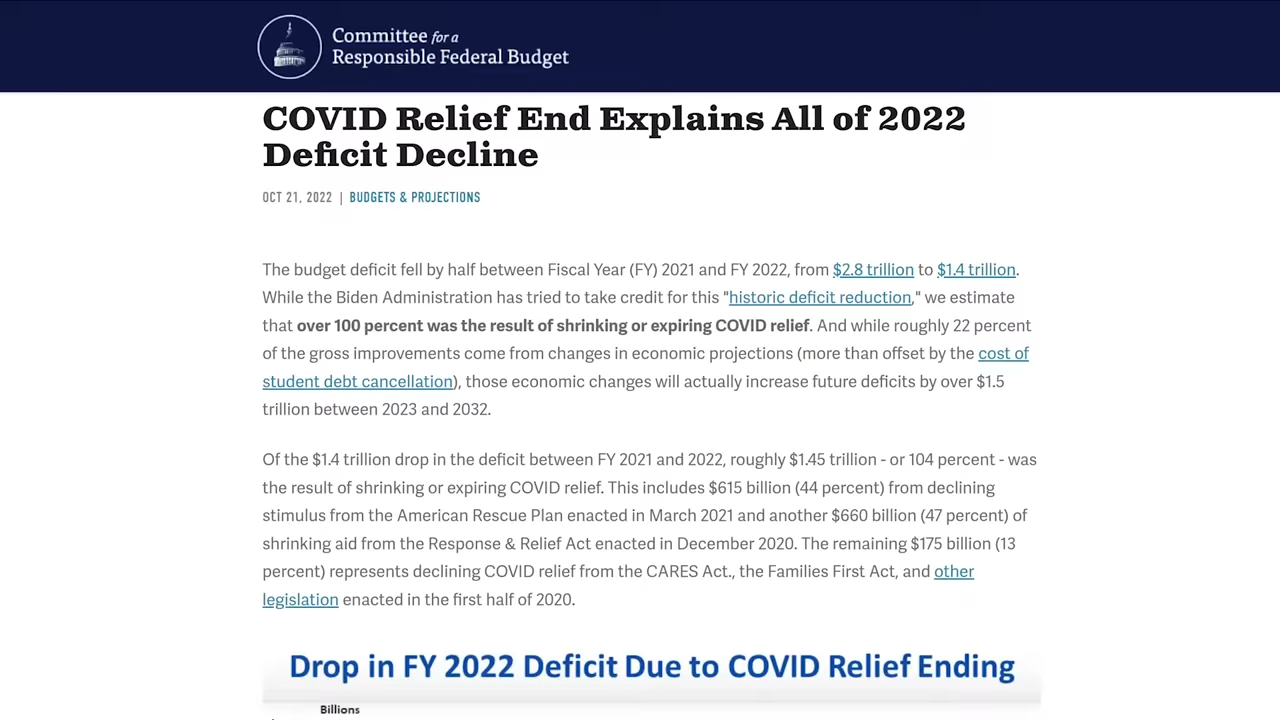 Committee for a
Responsible Federal Budget
COVID Relief End Explains All of 2022
Deficit Decline
OCT 21, 2022 | BUDGETS & PROJECTIONS
The budget deficit fell by half between Fiscal Year (FY) 2021 and FY 2022, from $2.8 trillion to $1.4 trillion.
While the Biden Administration has tried to take credit for this "historic deficit reduction," we estimate
that over 100 percent was the result of shrinking or expiring COVID relief. And while roughly 22 percent
of the gross improvements come from changes in economic projections (more than offset by the cost of
student debt cancellation), those economic changes will actually increase future deficits by over $1.5
trillion between 2023 and 2032.
Of the $1.4 trillion drop in the deficit between FY 2021 and 2022, roughly $1.45 trillion - or 104 percent - was
the result of shrinking or expiring COVID relief. This includes $615 billion (44 percent) from declining
stimulus from the American Rescue Plan enacted in March 2021 and another $660 billion (47 percent) of
shrinking aid from the Response & Relief Act enacted in December 2020. The remaining $175 billion (13
percent) represents declining COVID relief from the CARES Act., the Families First Act, and other
legislation enacted in the first half of 2020.
Drop in FY 2022 Deficit Due to COVID Relief Ending
Billions